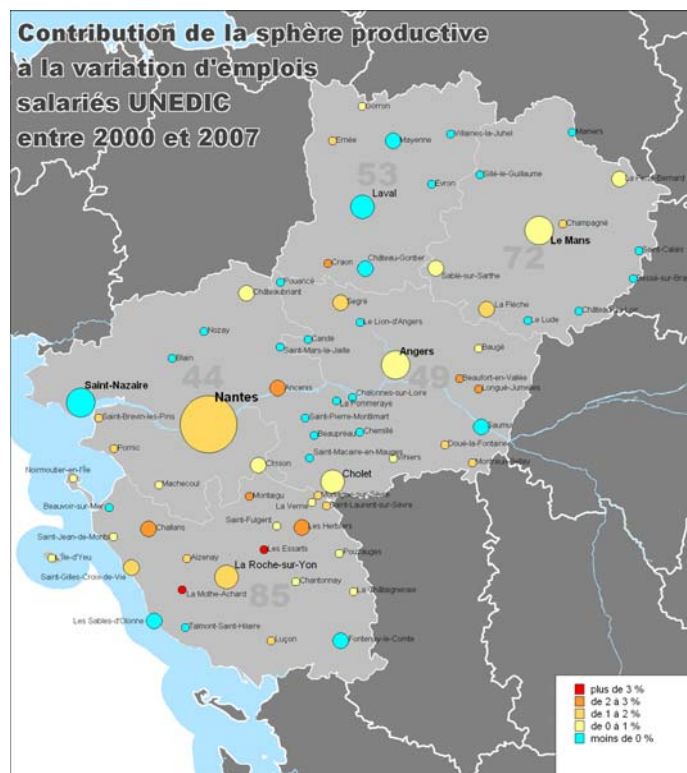 Contribution de la sphère productive
à la variation d'emplois
salariés UNEDIC
entre 2000 et 2007
Gorron
Ernée
Mayenne
Villaines-la-Juhel
Mamers
53
Evron
Sillé-le-Guillaume
La Ferté-Bernard
Laval
Champagné
Le Mans
Craon
Château-Gontier
Sablé-sur-Sarthe
72
Saint-Calais
Pouancé
Châteaubriant
Segré
La Flèche
Le Lion-d'Angers
Le Lude
Nozay
Candé
Saint-Mars-la-Jaille
Baugé
Blain
Angers
44
49
Saint-Nazaire
Ancenis
Beaufort-en-Vallée
Longué-Jumelles
Nantes
Chalonnes-sur-Loire
La Pommeraye
Saint-Brevin-les-Pins
Saint-Pierre-Montlimart
Saumur
Beaupréau
Chemillé
Pornic
Doué-la-Fontaine
Saint-Macaire-en-Mauges
Vihiers
Clisson
Noirmoutier-en-l'Île
Machecoul
Cholet
Montaigu
La Verrie
Saint-Laurent-sur-Sèvre
Beauvoir-sur-Mer
Challans
Saint-Fulgent
Les Herbiers
Saint-Jean-de-Monts
L'Île-d'Yeu
Les Essarts
Pouzauges
Aizenay
Saint-Gilles-Croix-de-Vie
La Roche-sur-Yon
Chantonnay
La Mothe-Achard
85
La Châtaigneraie
Les Sables-d'Olonne
Talmont-Saint-Hilaire
Luçon
Fontenay-le-Comte
plus de 3 %
de 2 à 3 %
de 1 à 2 %
de 0 à 1 %
moins de 0 %